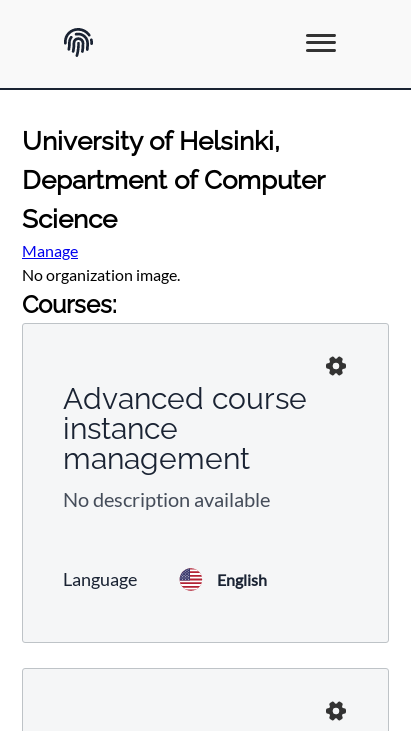 University of Helsinki,
Department of Computer
Science
Manage
No organization image.
Courses:
Advanced course
instance
management
No description available
Language English